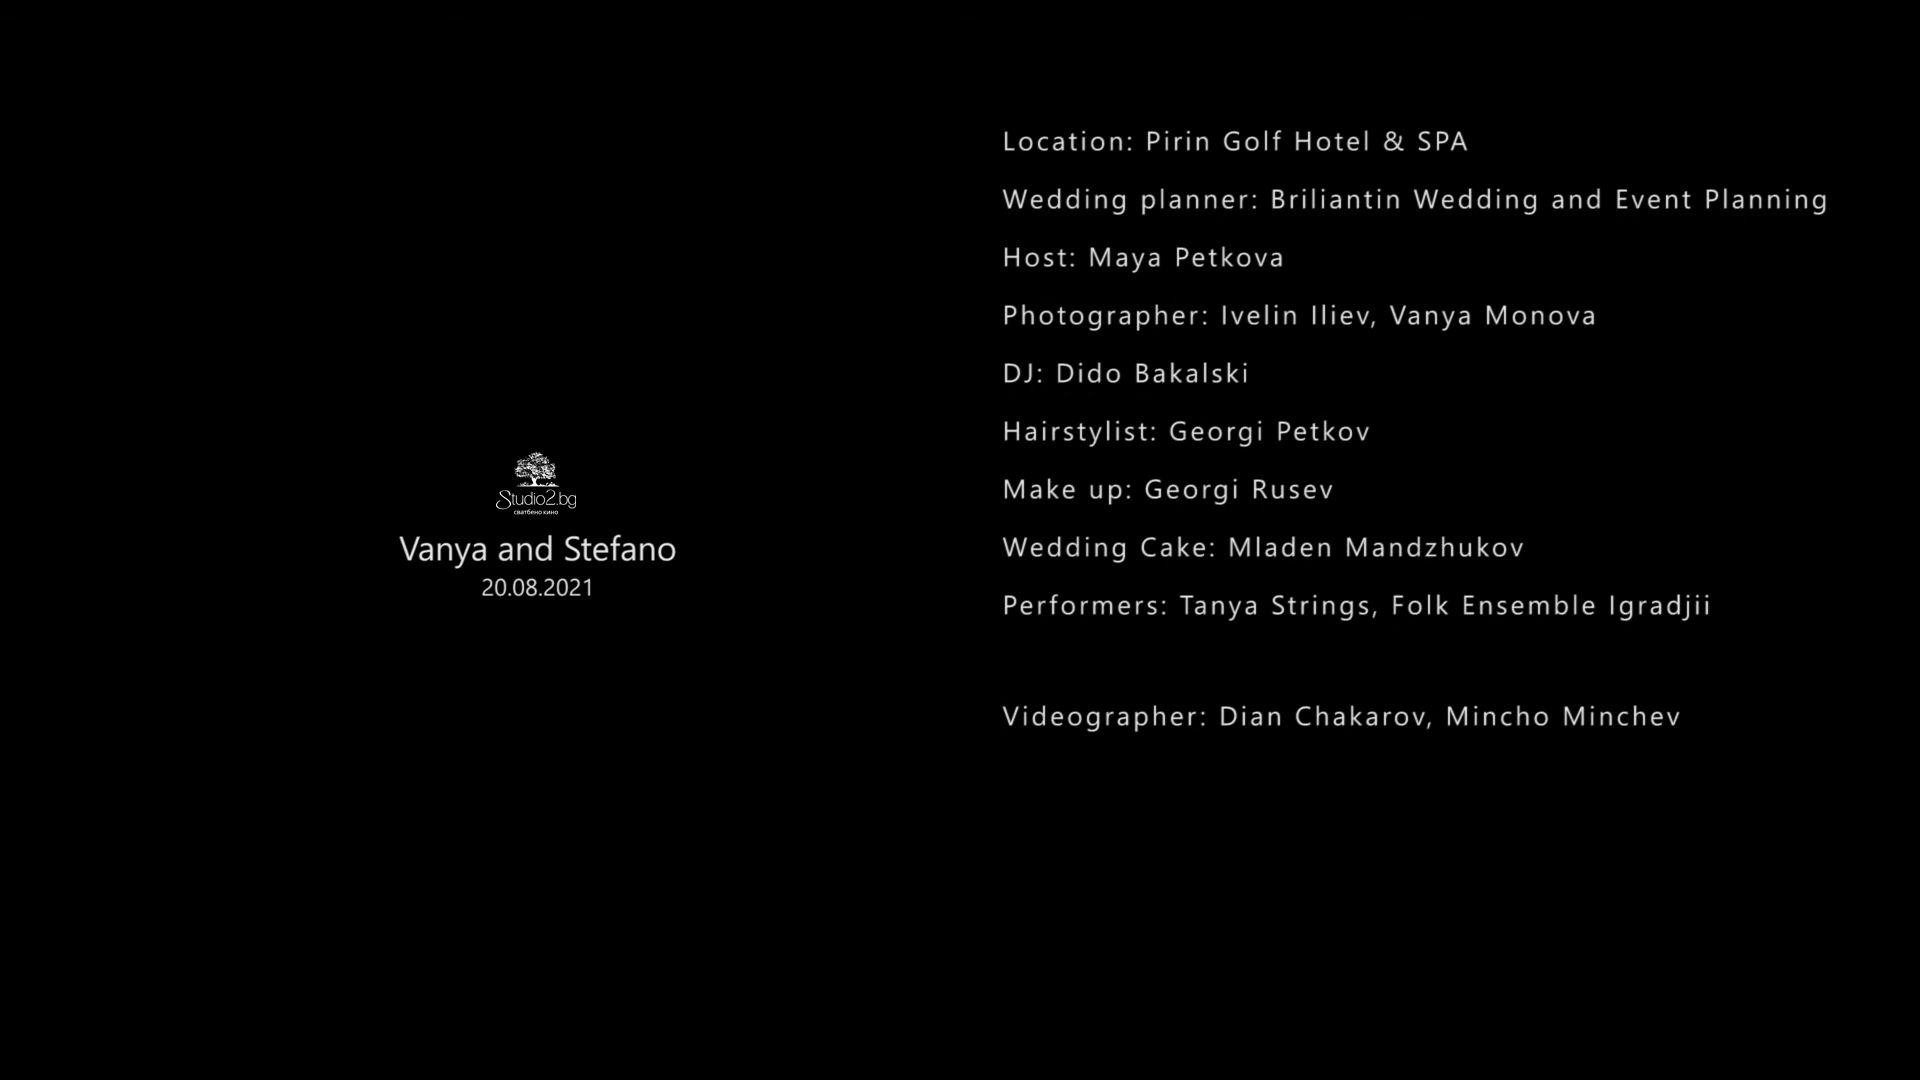 Studio2.bg
сватбено кино
Vanya and Stefano
20.08.2021
Location: Pirin Golf Hotel & SPA
Wedding planner: Briliantin Wedding and Event Planning
Host: Maya Petkova
Photographer: Ivelin Iliev, Vanya Monova
DJ: Dido Bakalski
Hairstylist: Georgi Petkov
Make up: Georgi Rusev
Wedding Cake: Mladen Mandzhukov
Performers: Tanya Strings, Folk Ensemble Igradjii
Videographer: Dian Chakarov, Mincho Minchev